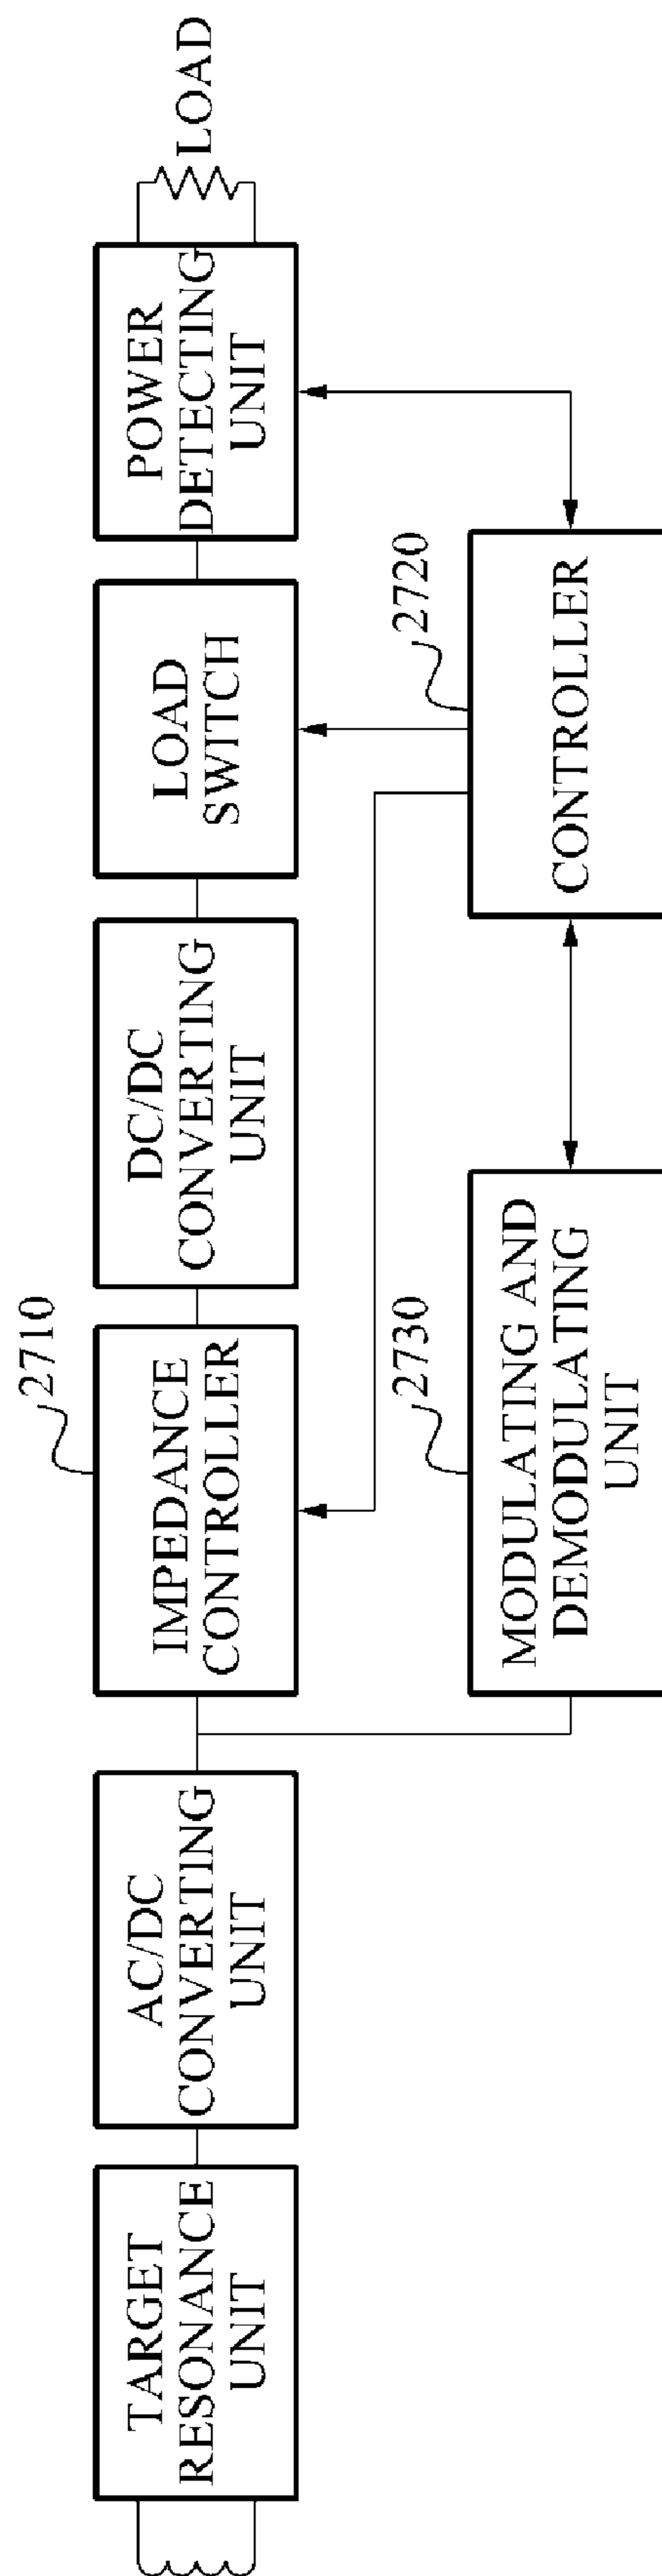 TARGET
RESONANCE
UNIT
AC/DC
CONVERTING
UNIT
2710
IMPEDANCE
CONTROLLER
DC/DC
CONVERTING
UNIT
LOAD
SWITCH
POWER
DETECTING
UNIT
LOAD
2730
MODULATING AND
DEMODULATING
UNIT
2720
CONTROLLER